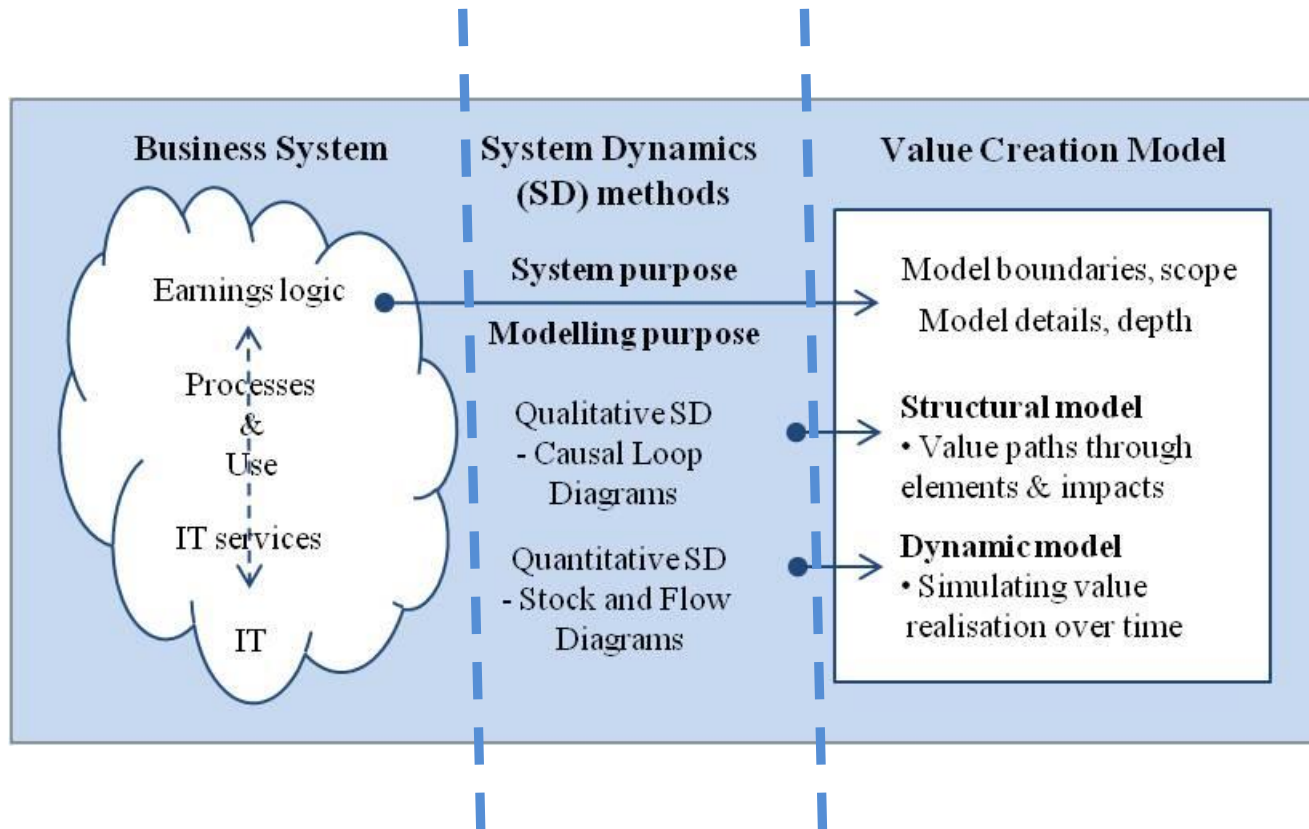 Business System
Earnings logic
Processes
&
Use
IT services
IT
System Dynamics
(SD) methods
System purpose
Modelling purpose
Qualitative SD
- Causal Loop
Diagrams
Quantitative SD
- Stock and Flow
Diagrams
Value Creation Model
Model boundaries, scope
Model details, depth
Structural model
• Value paths through
elements & impacts
Dynamic model
• Simulating value
realisation over time